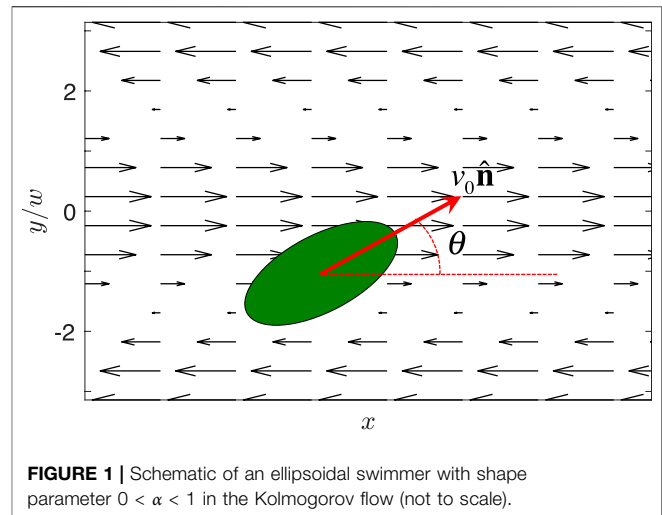 2
0
-2
y/w
x
v₀n̂
θ
FIGURE 1 | Schematic of an ellipsoidal swimmer with shape
parameter 0 < α < 1 in the Kolmogorov flow (not to scale).